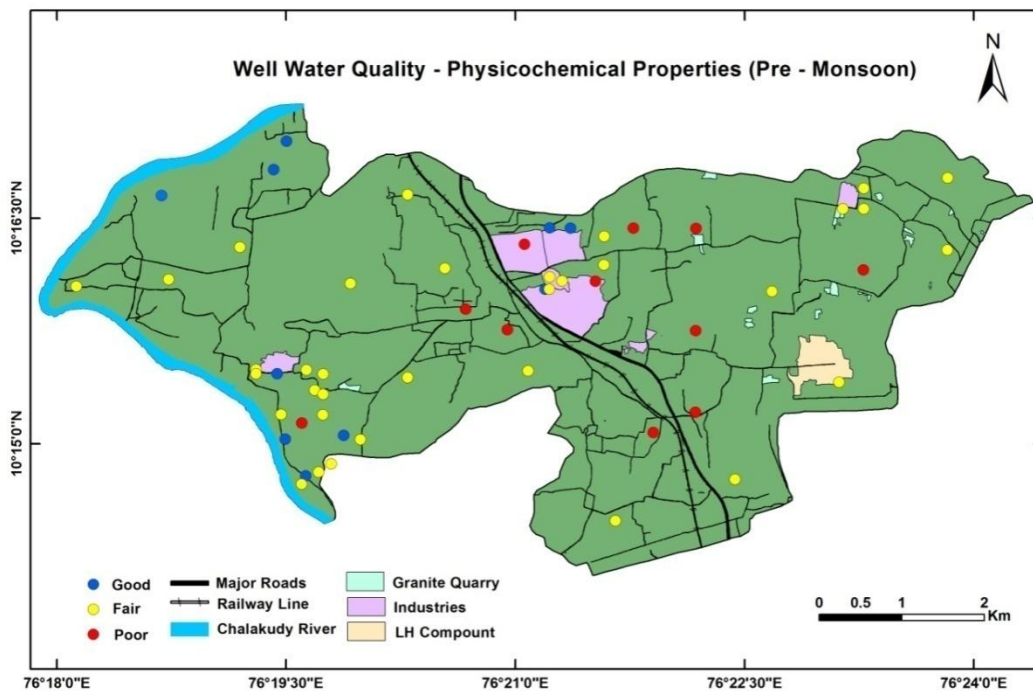 Well Water Quality - Physicochemical Properties (Pre - Monsoon)
N
10°16'30"N
10°15'0"N
Good
Fair
Poor
Major Roads
Railway Line
Chalakudy River
Granite Quarry
Industries
LH Compount
0 0.5 1 2
Km
76°18'0"E
76°19'30"E
76°21'0"E
76°22'30"E
76°24'0"E